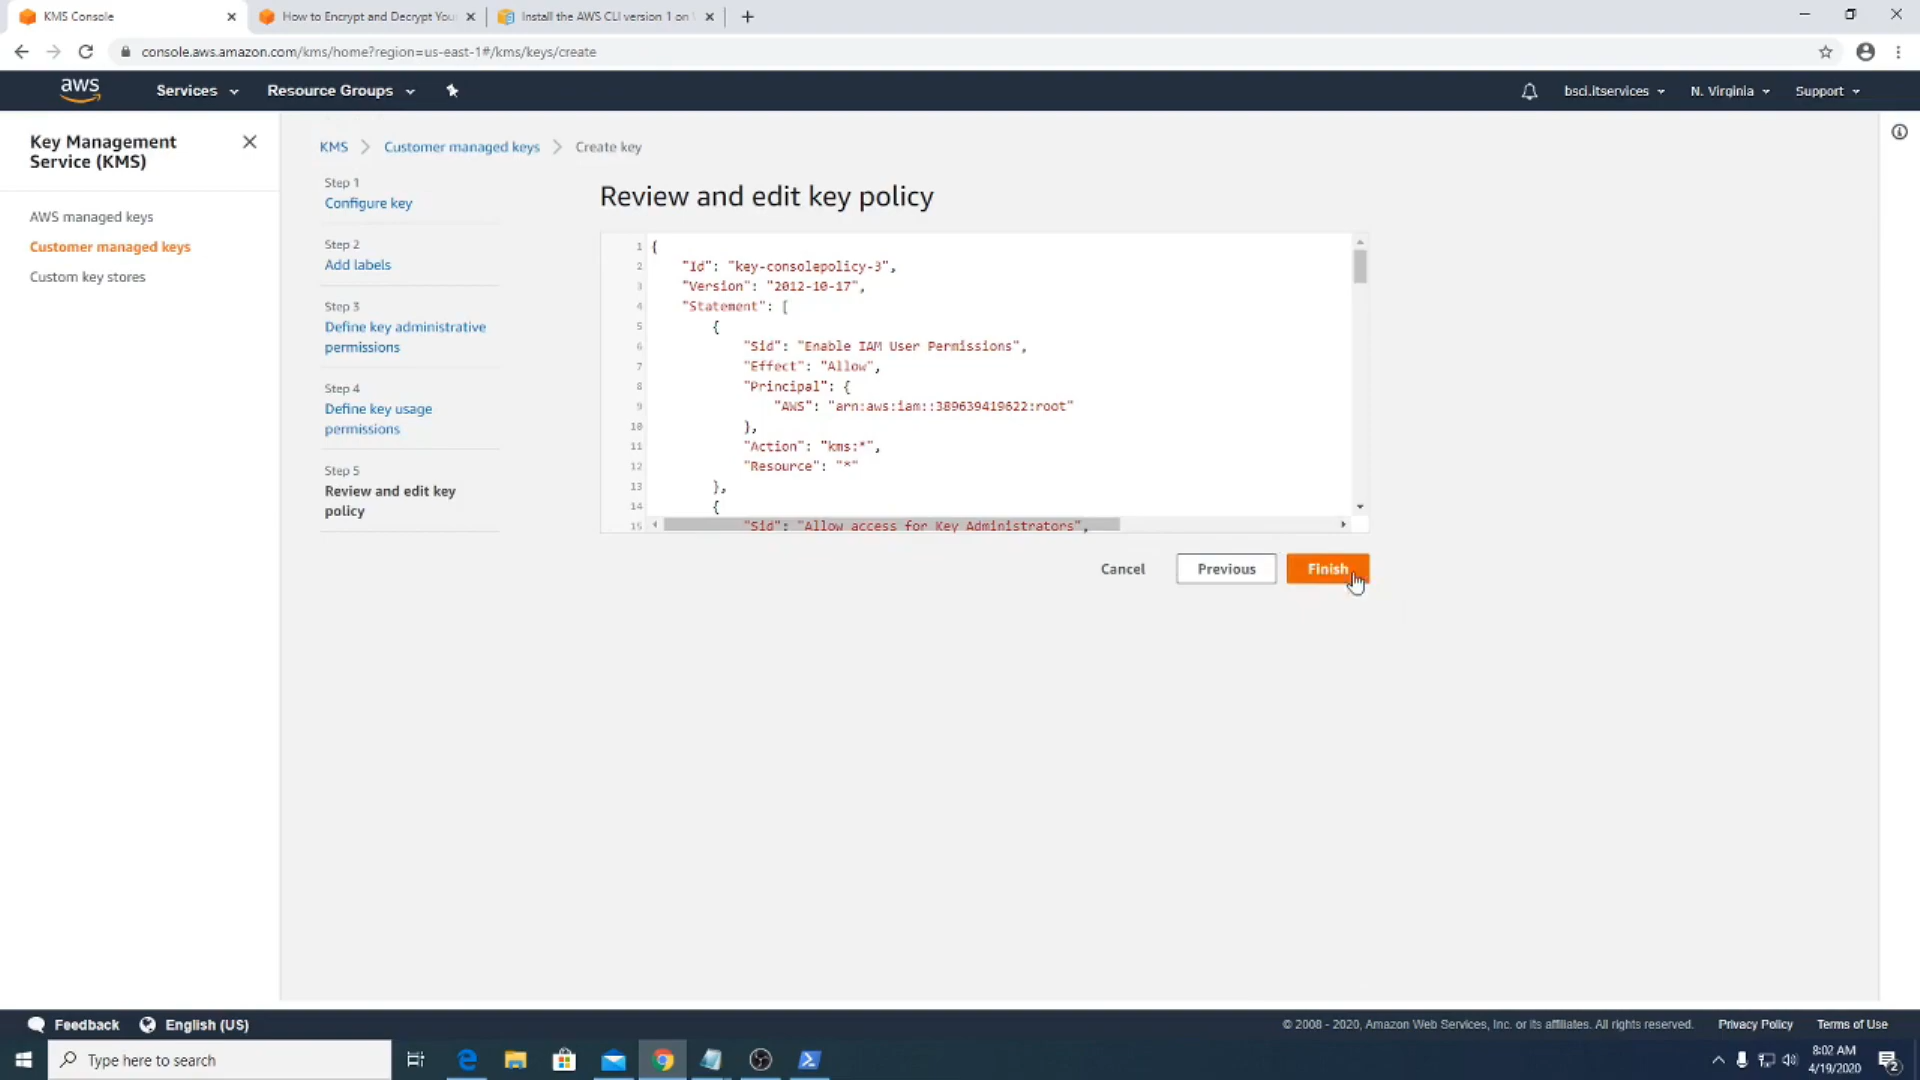 KMS Console
How to Encrypt and Decrypt Your
Install the AWS CLI version 1 on
console.aws.amazon.com/kms/home?region=us-east-1#/kms/keys/create
aws
Services
Resource Groups
bsci.itservices
N. Virginia
Support
Key Management
Service (KMS)
AWS managed keys
Customer managed keys
Custom key stores
KMS
Customer managed keys
Create key
Step 1
Configure key
Step 2
Add labels
Step 3
Define key administrative
permissions
Step 4
Define key usage
permissions
Step 5
Review and edit key
policy
Review and edit key policy
1 {
2 "Id": "key-consolepolicy-3",
3 "Version": "2012-10-17",
4 "Statement": [
5 {
6 "Sid": "Enable IAM User Permissions",
7 "Effect": "Allow",
8 "Principal": {
9 "AWS": "arn:aws:iam::389639419622:root"
10 },
11 "Action": "kms:*",
12 "Resource": "*"
13 },
14 {
15 "Sid": "Allow access for Key Administrators",
Cancel
Previous
Finish
Feedback
English (US)
© 2008 - 2020, Amazon Web Services, Inc. or its affiliates. All rights reserved.
Privacy Policy
Terms of Use
Type here to search
8:02 AM
4/19/2020
2